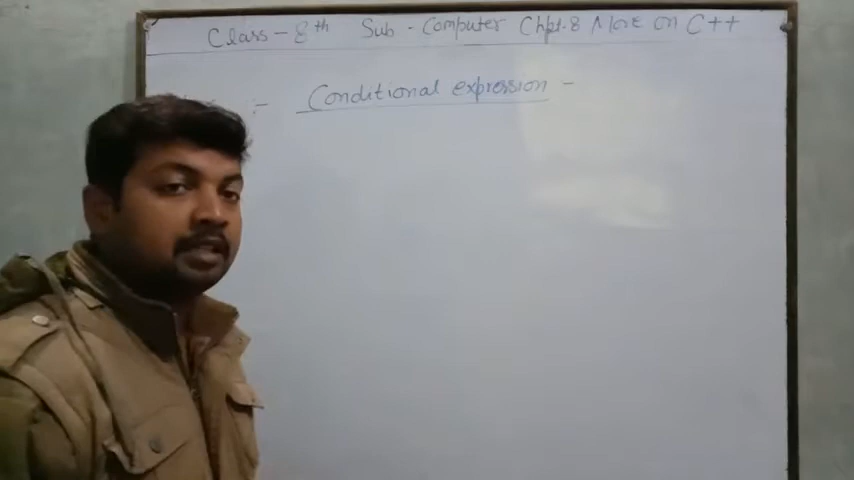 Class - 8th Sub - Computer Chpt. 8 More on C++
:- Conditional expression -